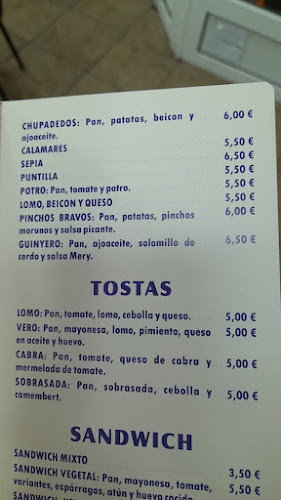 CHUPADEDOS: Pan, patatas, beicon y 6,00 €
ajoaceite.
CALAMARES 5,50 €
SEPIA 6,50 €
PUNTILLA 5,50 €
POTRO: Pan, tomate y potro. 5,50 €
LOMO, BEICON Y QUESO 5,50 €
PINCHOS BRAVOS: Pan, patatas, pinchos 6,00 €
morunos y salsa picante.
GUINYERO: Pan, ajoaceite, solomillo de 6,50 €
cerdo y salsa Mery.
TOSTAS
LOMO: Pan, tomate, lomo, cebolla y queso. 5,00 €
VERO: Pan, mayonesa, lomo, pimiento, queso 5,00 €
en aceite y huevo.
CABRA: Pan, tomate, queso de cabra y 5,50 €
mermelada de tomate.
SOBRASADA: Pan, sobrasada, cebolla y 5,00 €
camembert.
SANDWICH
SANDWICH MIXTO 3,50 €
SANDWICH VEGETAL: Pan, mayonesa, tomate, 5,50 €
variantes, espárragos, atún y huevo cocido